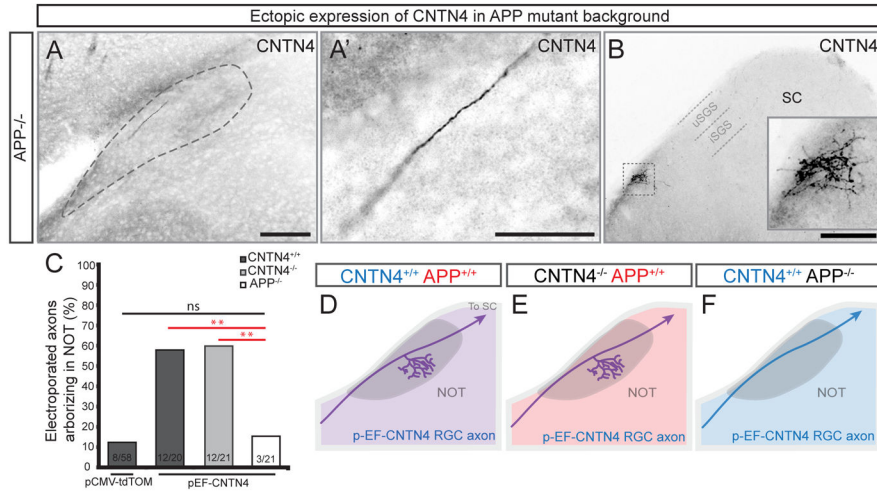 Ectopic expression of CNTN4 in APP mutant background
APP-/-
A
CNTN4
A'
CNTN4
B
CNTN4
SC
uSGS
lSGS
C
CNTN4+/+
CNTN4-/-
APP-/-
Electroporated axons
arborizing in NOT (%)
100
90
80
70
60
50
40
30
20
10
0
ns
**
**
8/58
12/20
12/21
3/21
pCMV-tdTOM
pEF-CNTN4
CNTN4+/+ APP+/+
D
To SC
NOT
p-EF-CNTN4 RGC axon
CNTN4-/- APP+/+
E
NOT
p-EF-CNTN4 RGC axon
CNTN4+/+ APP-/-
F
NOT
p-EF-CNTN4 RGC axon